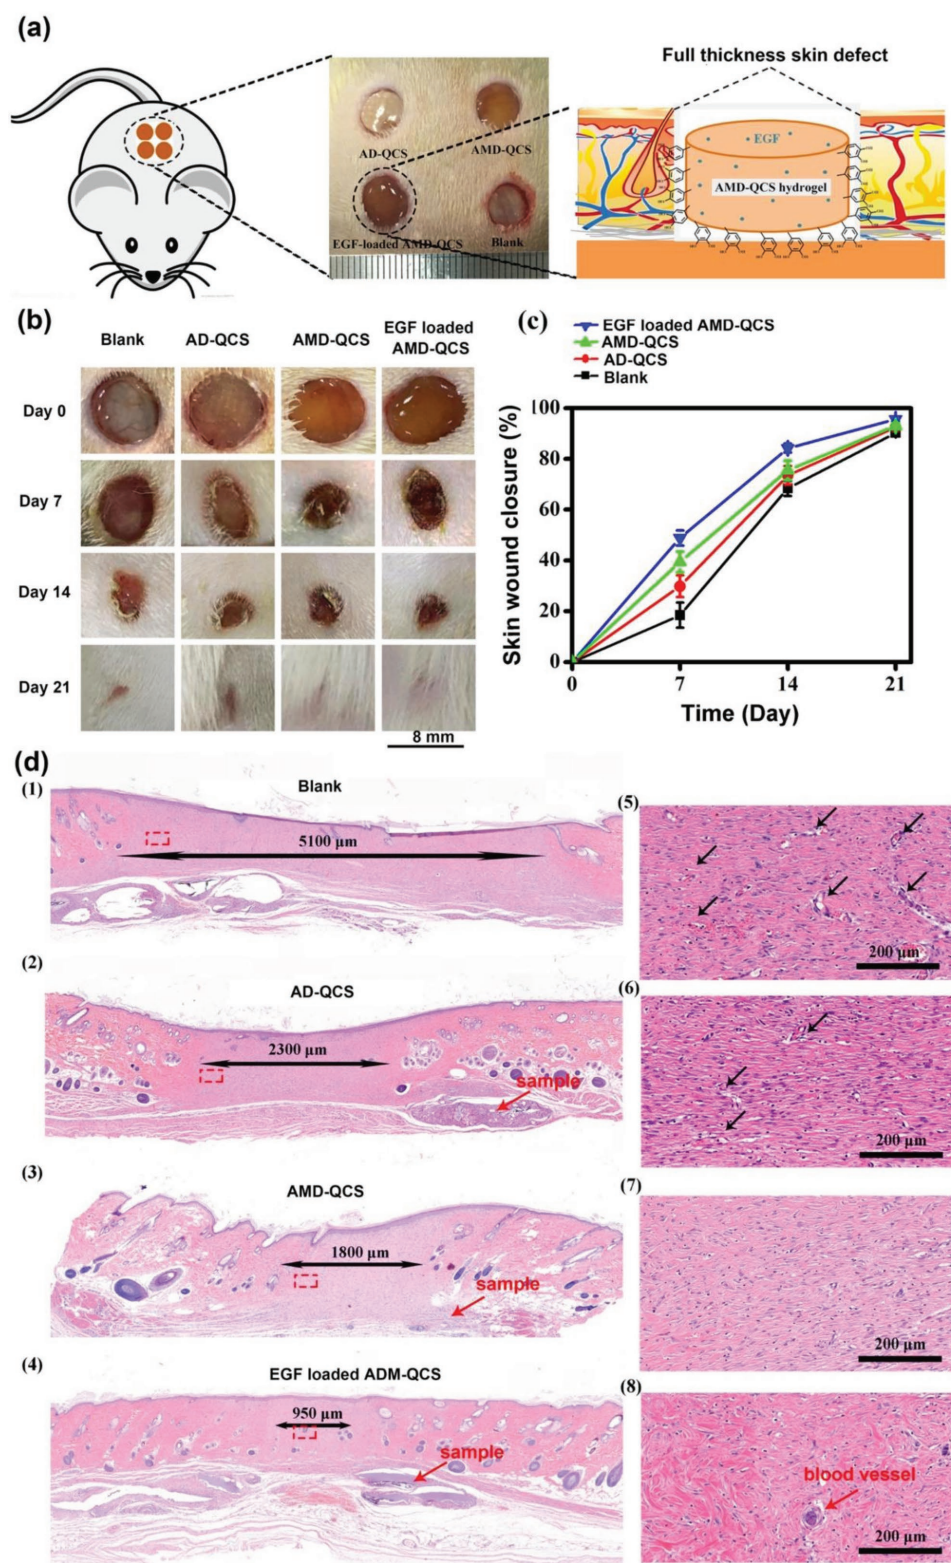 (a)
Full thickness skin defect
AD-QCS
AMD-QCS
EGF-loaded AMD-QCS
Blank
EGF
AMD-QCS hydrogel
(b)
Blank
AD-QCS
AMD-QCS
EGF loaded
AMD-QCS
Day 0
Day 7
Day 14
Day 21
8 mm
(c)
EGF loaded AMD-QCS
AMD-QCS
AD-QCS
Blank
Skin wound closure (%)
100
80
60
40
20
0
0
7
14
21
Time (Day)
(d)
(1)
Blank
5100 µm
(5)
200 µm
(2)
AD-QCS
2300 µm
sample
(6)
200 µm
(3)
AMD-QCS
1800 µm
sample
(7)
200 µm
(4)
EGF loaded ADM-QCS
950 µm
sample
(8)
blood vessel
200 µm